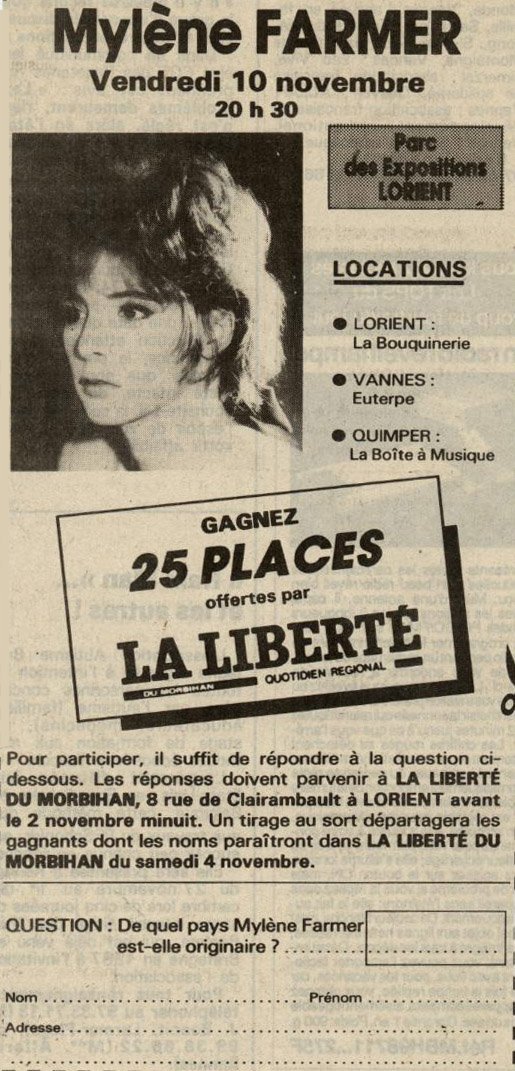 Mylène FARMER
Vendredi 10 novembre
20 h 30
Parc
des Expositions
LORIENT
LOCATIONS
● LORIENT :
La Bouquinerie
● VANNES :
Euterpe
● QUIMPER :
La Boîte à Musique
GAGNEZ
25 PLACES
offertes par
LA LIBERTÉ
DU MORBIHAN QUOTIDIEN REGIONAL
Pour participer, il suffit de répondre à la question ci-
dessous. Les réponses doivent parvenir à LA LIBERTÉ
DU MORBIHAN, 8 rue de Clairambault à LORIENT avant
le 2 novembre minuit. Un tirage au sort départagera les
gagnants dont les noms paraîtront dans LA LIBERTÉ DU
MORBIHAN du samedi 4 novembre.
QUESTION : De quel pays Mylène Farmer
est-elle originaire ?
Nom Prénom
Adresse